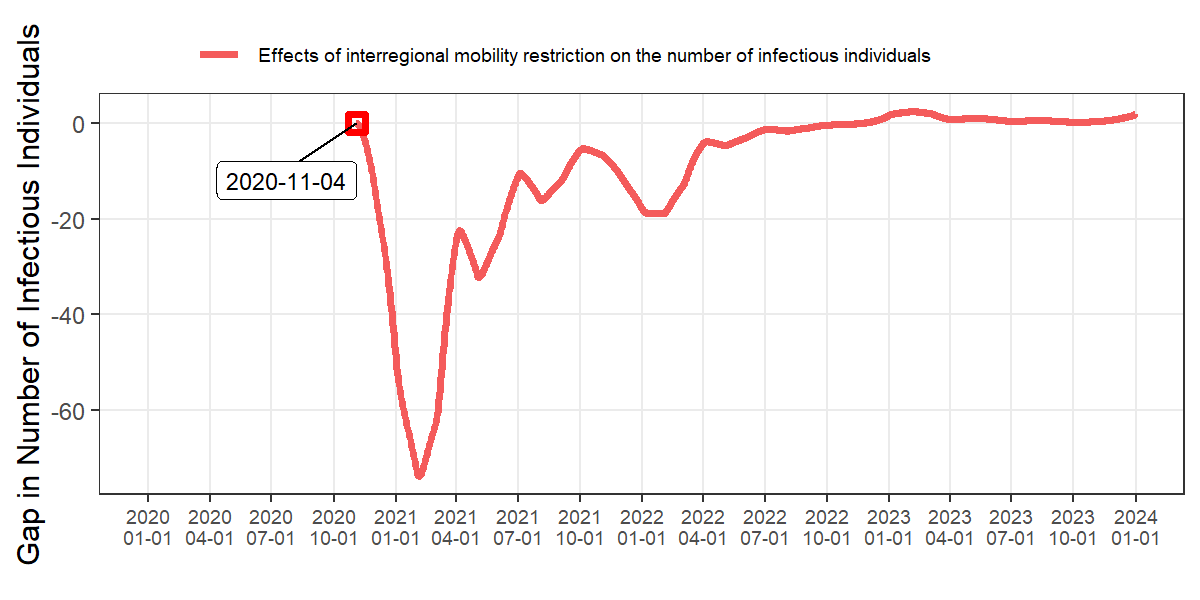 Effects of interregional mobility restriction on the number of infectious individuals
Gap in Number of Infectious Individuals
0
-20
-40
-60
2020-11-04
2020 2020 2020 2020 2021 2021 2021 2021 2022 2022 2022 2022 2023 2023 2023 2023 2024
01-01 04-01 07-01 10-01 01-01 04-01 07-01 10-01 01-01 04-01 07-01 10-01 01-01 04-01 07-01 10-01 01-01